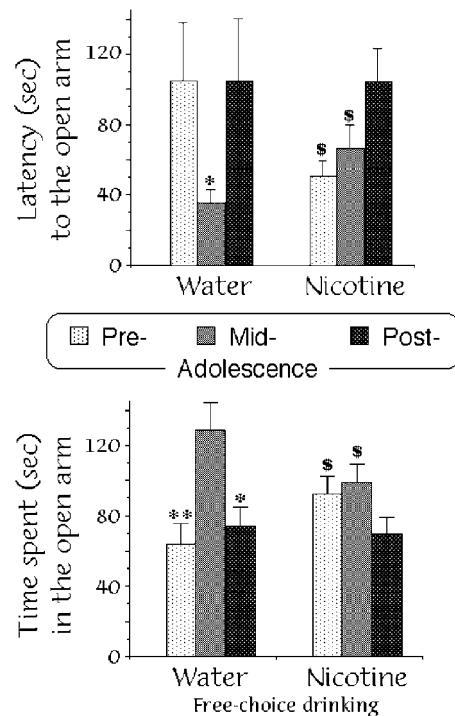 Latency (sec)
to the open arm
120
80
40
0
*
$
$
Water Nicotine
Pre- Mid- Post-
Adolescence
Time spent (sec)
in the open arm
120
80
40
0
**
*
$
$
Water Nicotine
Free-choice drinking